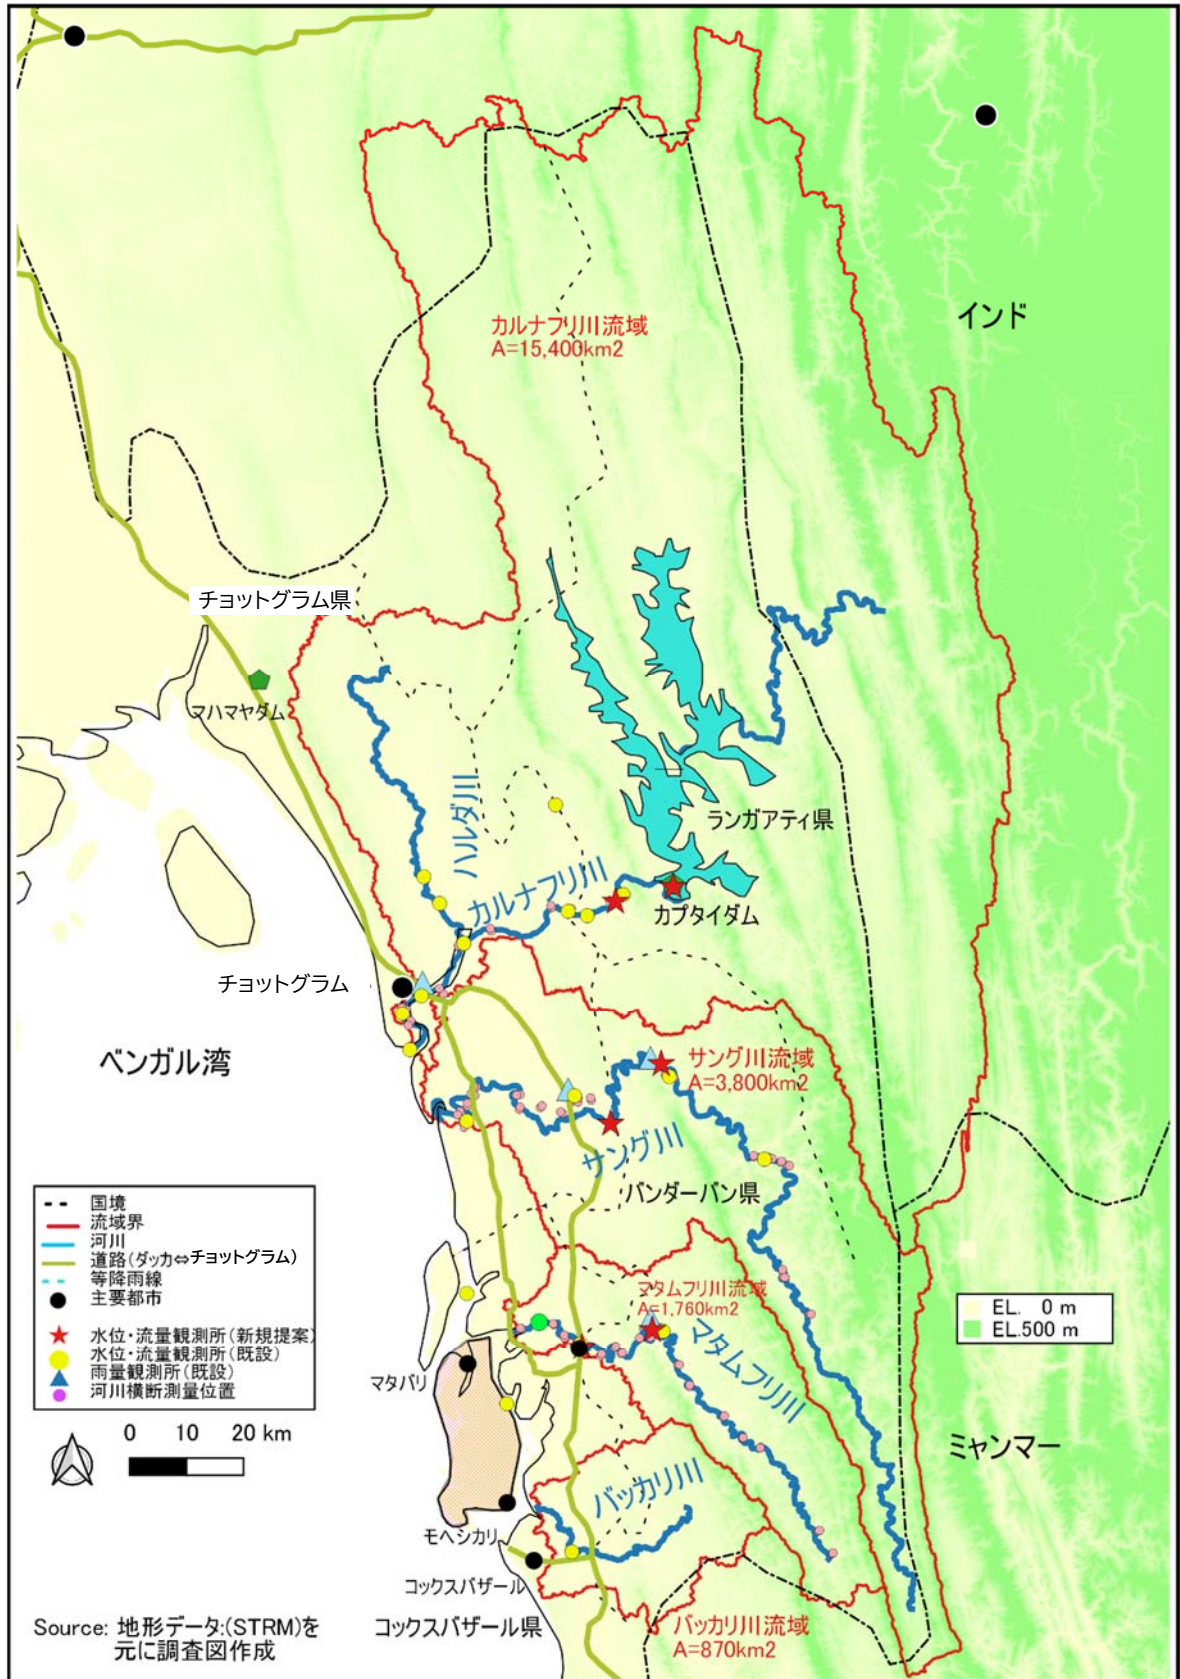 インド
カルナフリ川流域
A=15,400km2
チョットグラム県
マハマヤダム
ハルダ川
ランガアティ県
カルナフリ川
カプタイダム
チョットグラム
ベンガル湾
サング川流域
A=3,800km2
サング川
バンダーバン県
マタムフリ川流域
A=1,760km2
マタムフリ川
国境
流域界
河川
道路(ダッカ⇔チョットグラム)
等降雨線
主要都市
水位・流量観測所(新規提案)
水位・流量観測所(既設)
雨量観測所(既設)
河川横断測量位置
EL. 0 m
EL.500 m
マタバリ
0 10 20 km
ミャンマー
バッカリ川
モヘシカリ
コックスバザール
Source: 地形データ:(STRM)を
元に調査図作成
コックスバザール県
バッカリ川流域
A=870km2